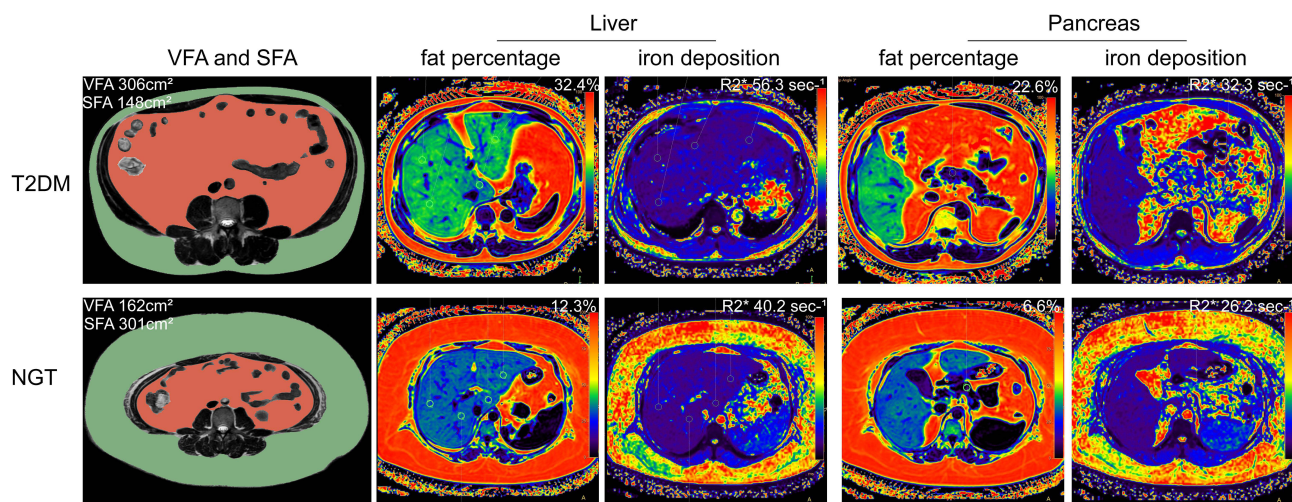 Liver
Pancreas
VFA and SFA
fat percentage
iron deposition
fat percentage
iron deposition
T2DM
VFA 306cm²
SFA 148cm²
32.4%
R2* 56.3 sec-¹
22.6%
R2* 32.3 sec-¹
NGT
VFA 162cm²
SFA 301cm²
12.3%
R2* 40.2 sec-¹
6.6%
R2* 26.2 sec-¹